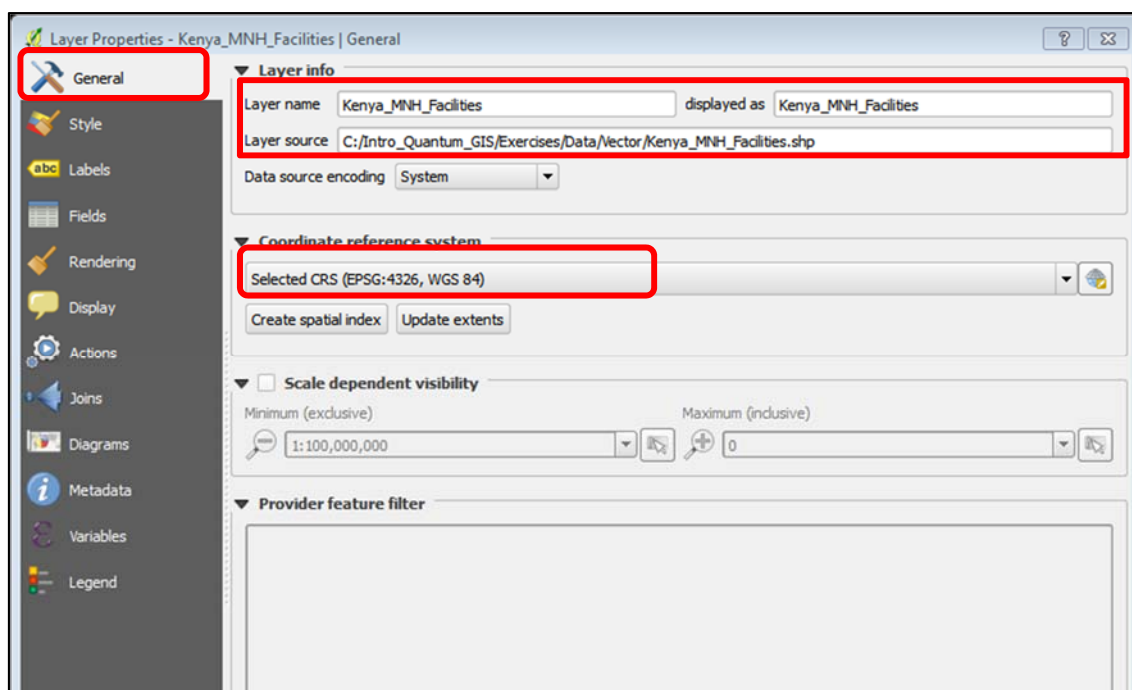 Layer Properties - Kenya_MNH_Facilities | General
General
Style
abc Labels
Fields
Rendering
Display
Actions
Joins
Diagrams
Metadata
Variables
Legend
Layer info
Layer name Kenya_MNH_Facilities displayed as Kenya_MNH_Facilities
Layer source C:/Intro_Quantum_GIS/Exercises/Data/Vector/Kenya_MNH_Facilities.shp
Data source encoding System
Coordinate reference system
Selected CRS (EPSG:4326, WGS 84)
Create spatial index Update extents
Scale dependent visibility
Minimum (exclusive) Maximum (inclusive)
1:100,000,000 0
Provider feature filter